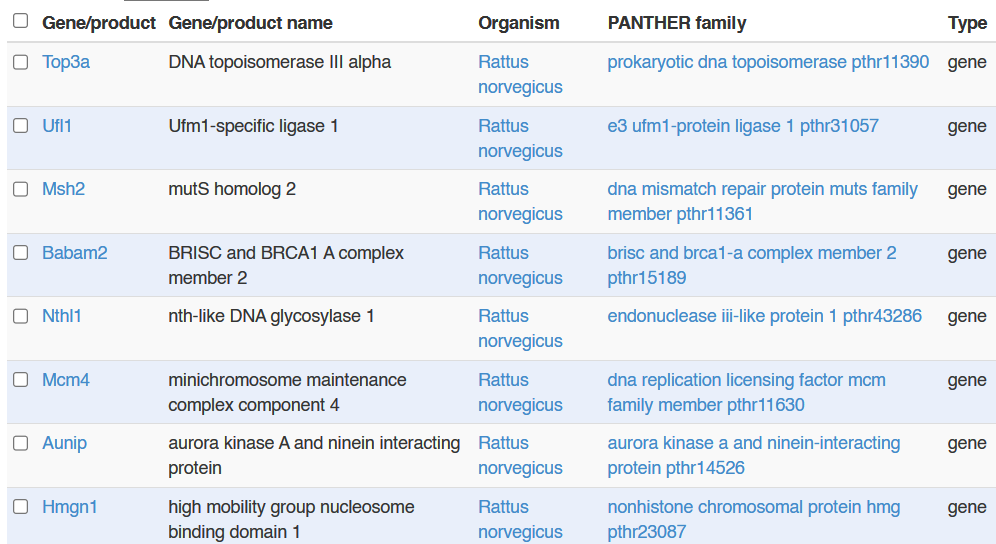 Gene/product Gene/product name Organism PANTHER family Type
Top3a DNA topoisomerase III alpha Rattus prokaryotic dna topoisomerase pthr11390 gene
norvegicus
Ufl1 Ufm1-specific ligase 1 Rattus e3 ufm1-protein ligase 1 pthr31057 gene
norvegicus
Msh2 mutS homolog 2 Rattus dna mismatch repair protein muts family gene
norvegicus member pthr11361
Babam2 BRISC and BRCA1 A complex Rattus brisc and brca1-a complex member 2 gene
member 2 norvegicus pthr15189
Nthl1 nth-like DNA glycosylase 1 Rattus endonuclease iii-like protein 1 pthr43286 gene
norvegicus
Mcm4 minichromosome maintenance Rattus dna replication licensing factor mcm gene
complex component 4 norvegicus family member pthr11630
Aunip aurora kinase A and ninein interacting Rattus aurora kinase a and ninein-interacting gene
protein norvegicus protein pthr14526
Hmgn1 high mobility group nucleosome Rattus nonhistone chromosomal protein hmg gene
binding domain 1 norvegicus pthr23087